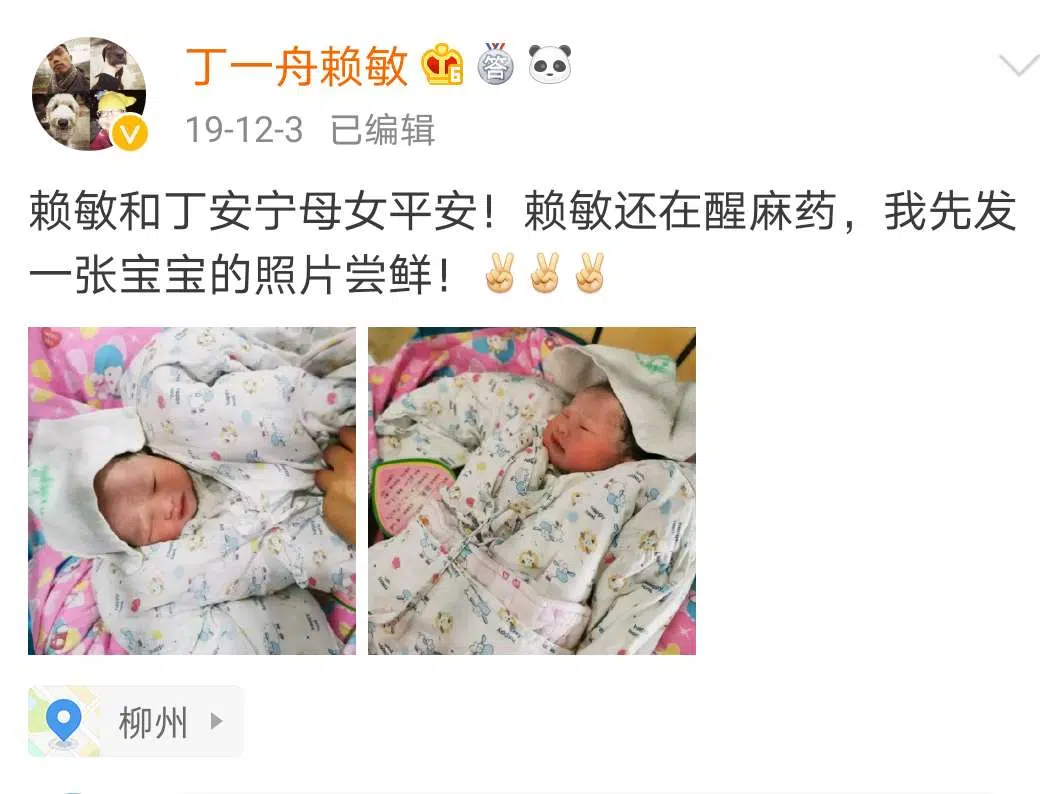 丁一舟赖敏
19-12-3 已编辑
赖敏和丁安宁母女平安！赖敏还在醒麻药，我先发
一张宝宝的照片尝鲜！✌🏻✌🏻✌🏻
柳州